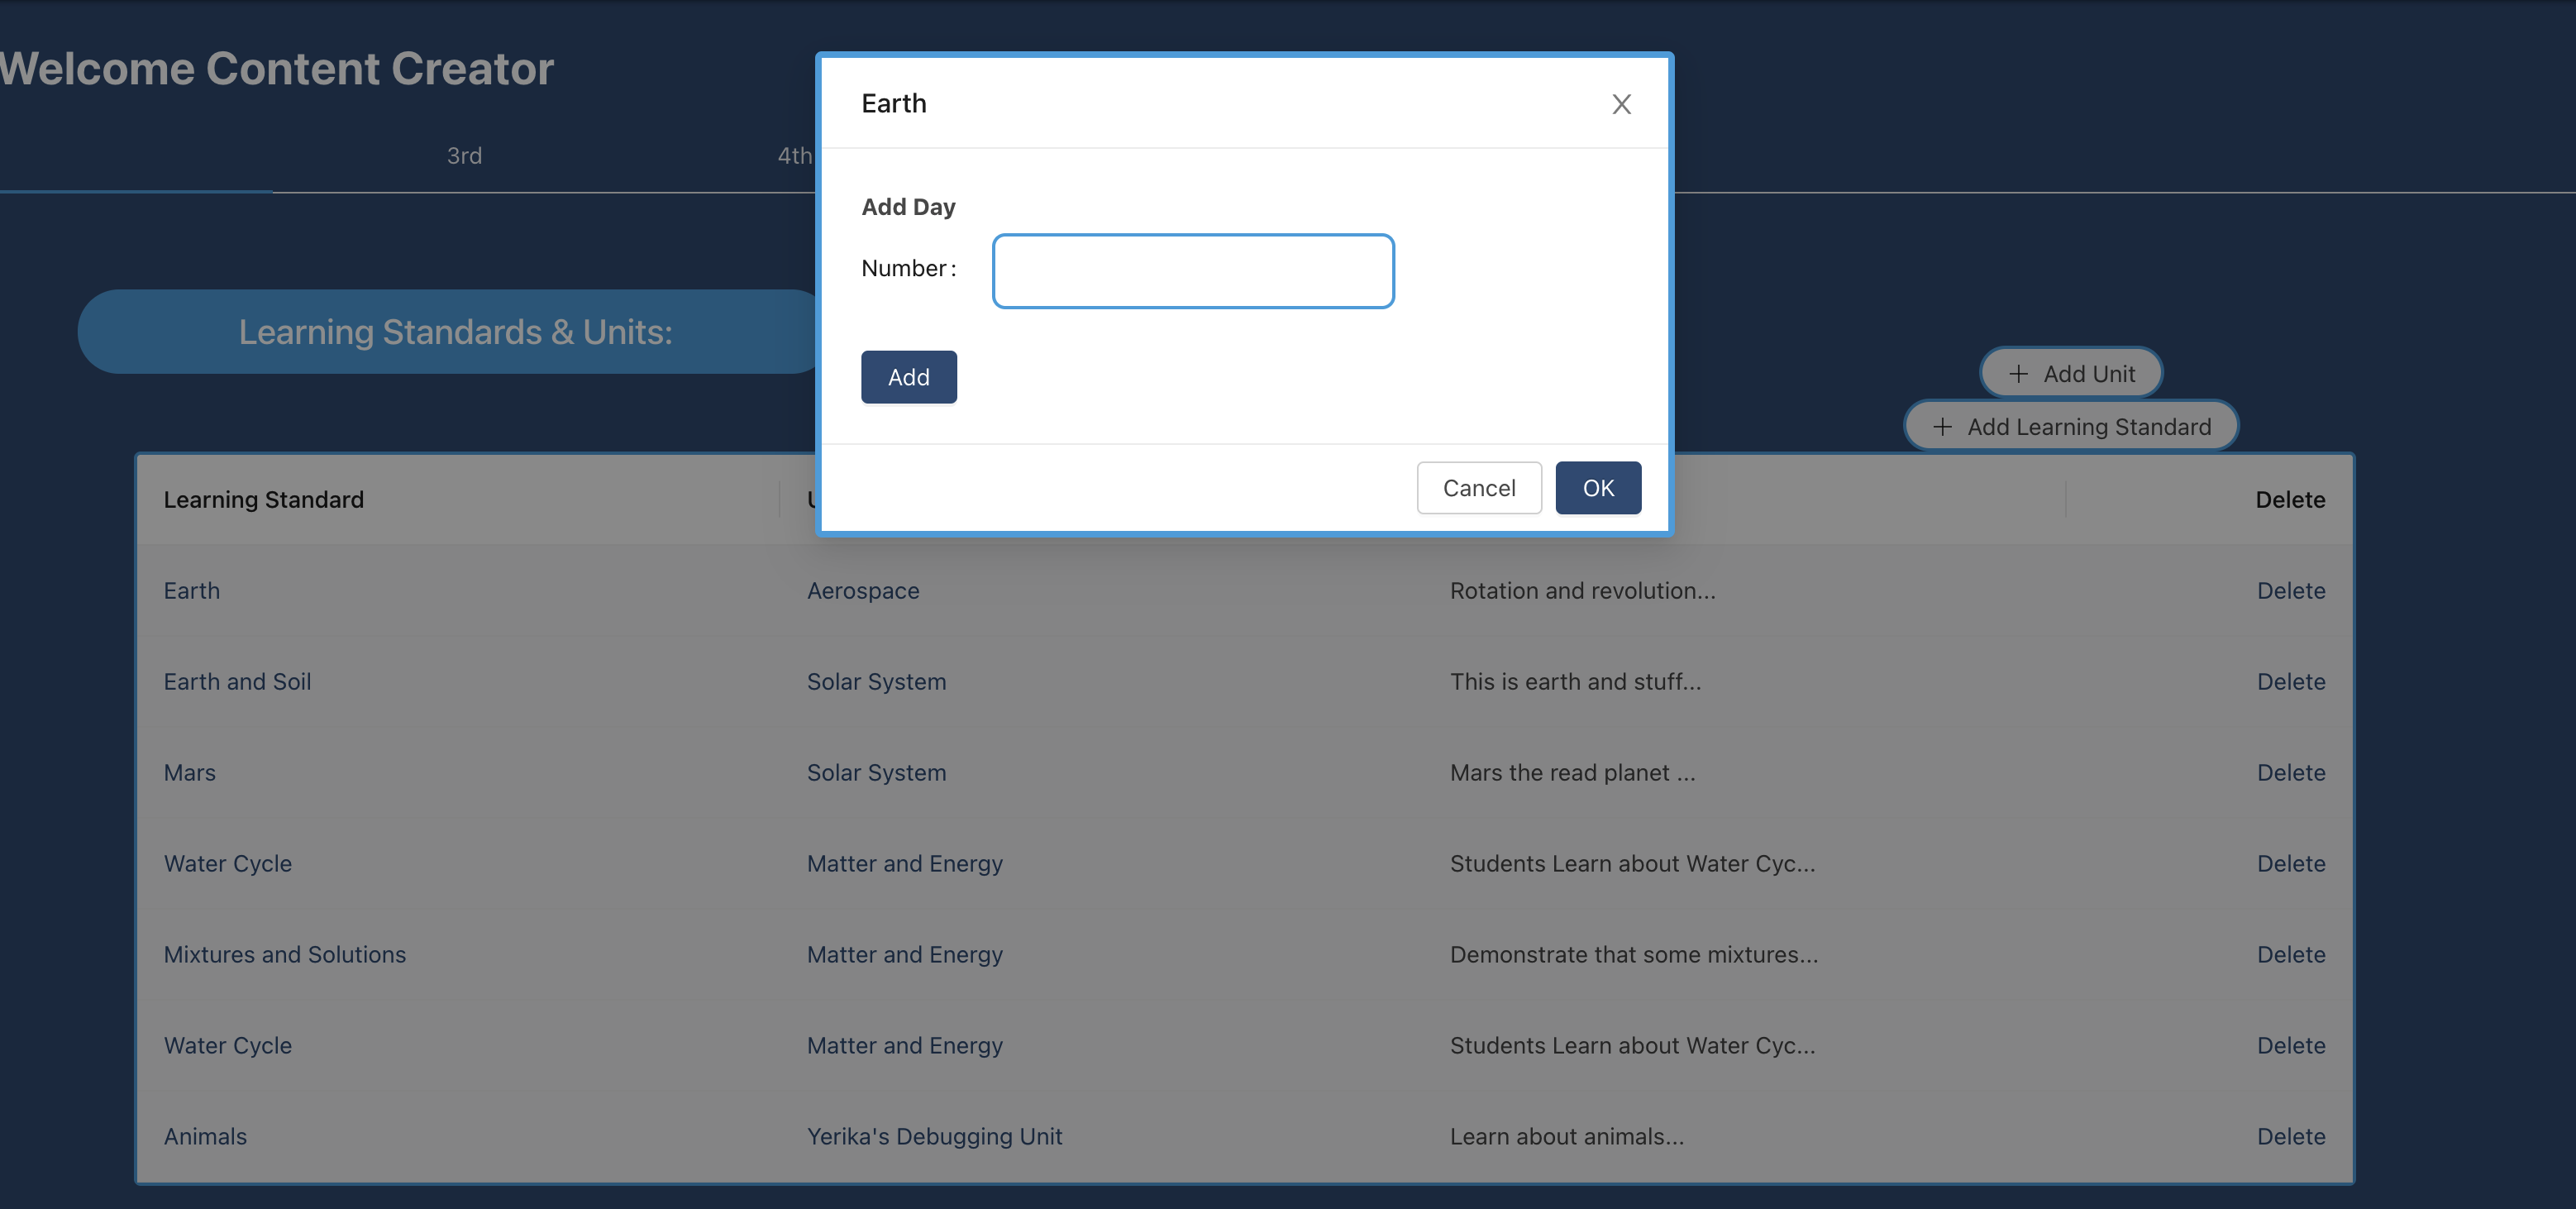 Welcome Content Creator
3rd 4th
Learning Standards & Units:
Earth X
Add Day
Number:
Add
Cancel OK
+ Add Unit
+ Add Learning Standard
Learning Standard Delete
Earth Aerospace Rotation and revolution... Delete
Earth and Soil Solar System This is earth and stuff... Delete
Mars Solar System Mars the read planet ... Delete
Water Cycle Matter and Energy Students Learn about Water Cyc... Delete
Mixtures and Solutions Matter and Energy Demonstrate that some mixtures... Delete
Water Cycle Matter and Energy Students Learn about Water Cyc... Delete
Animals Yerika's Debugging Unit Learn about animals... Delete